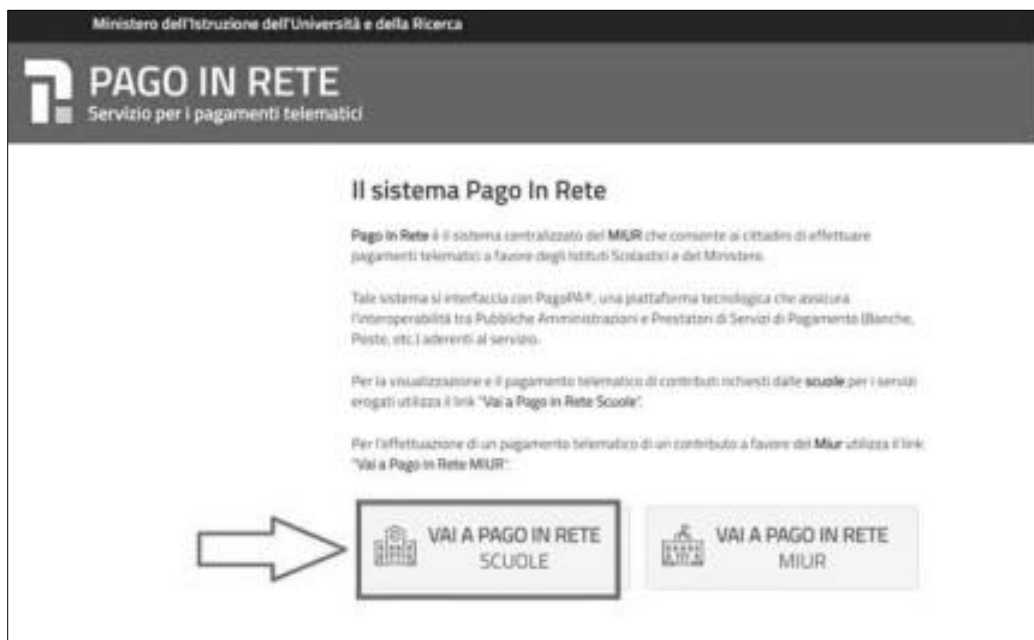 Ministero dell'Istruzione dell'Università e della Ricerca
PAGO IN RETE
Servizio per i pagamenti telematici
Il sistema Pago In Rete
Pago In Rete è il sistema centralizzato del MIUR che consente ai cittadini di effettuare
pagamenti telematici a favore degli Istituti Scolastici e del Ministero.
Tale sistema si interfaccia con PagoPA®, una piattaforma tecnologica che assicura
l'interoperabilità tra Pubbliche Amministrazioni e Prestatori di Servizi di Pagamento (Banche,
Poste, etc.) aderenti al servizio.
Per la visualizzazione e il pagamento telematico di contributi richiesti dalle scuole per i servizi
erogati utilizza il link "Vai a Pago In Rete Scuole".
Per l'effettuazione di un pagamento telematico di un contributo a favore del Miur utilizza il link
"Vai a Pago In Rete MIUR".
VAI A PAGO IN RETE
SCUOLE
VAI A PAGO IN RETE
MIUR